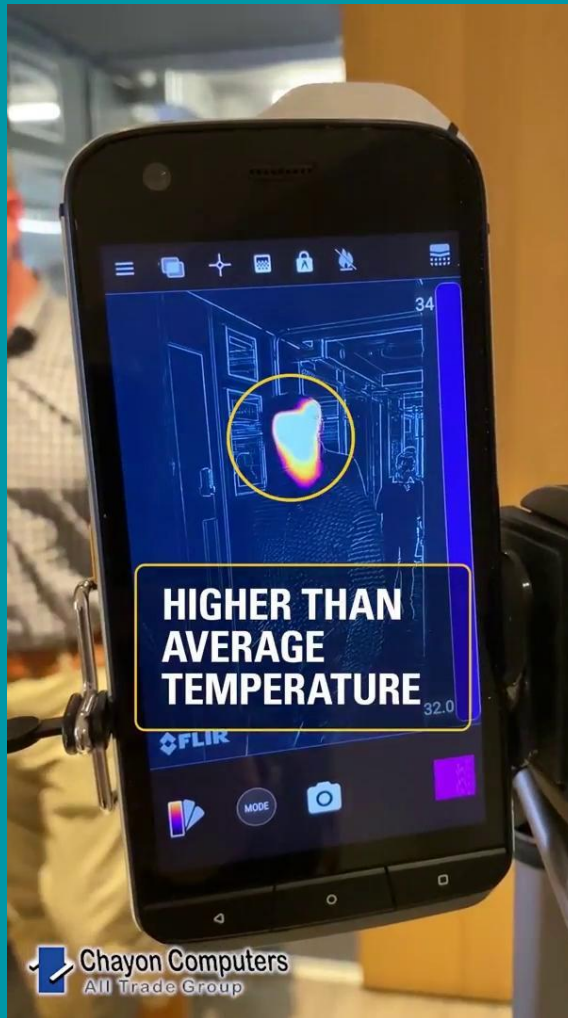 34
HIGHER THAN
AVERAGE
TEMPERATURE
32.0
FLIR
MODE
Chayon Computers
All Trade Group